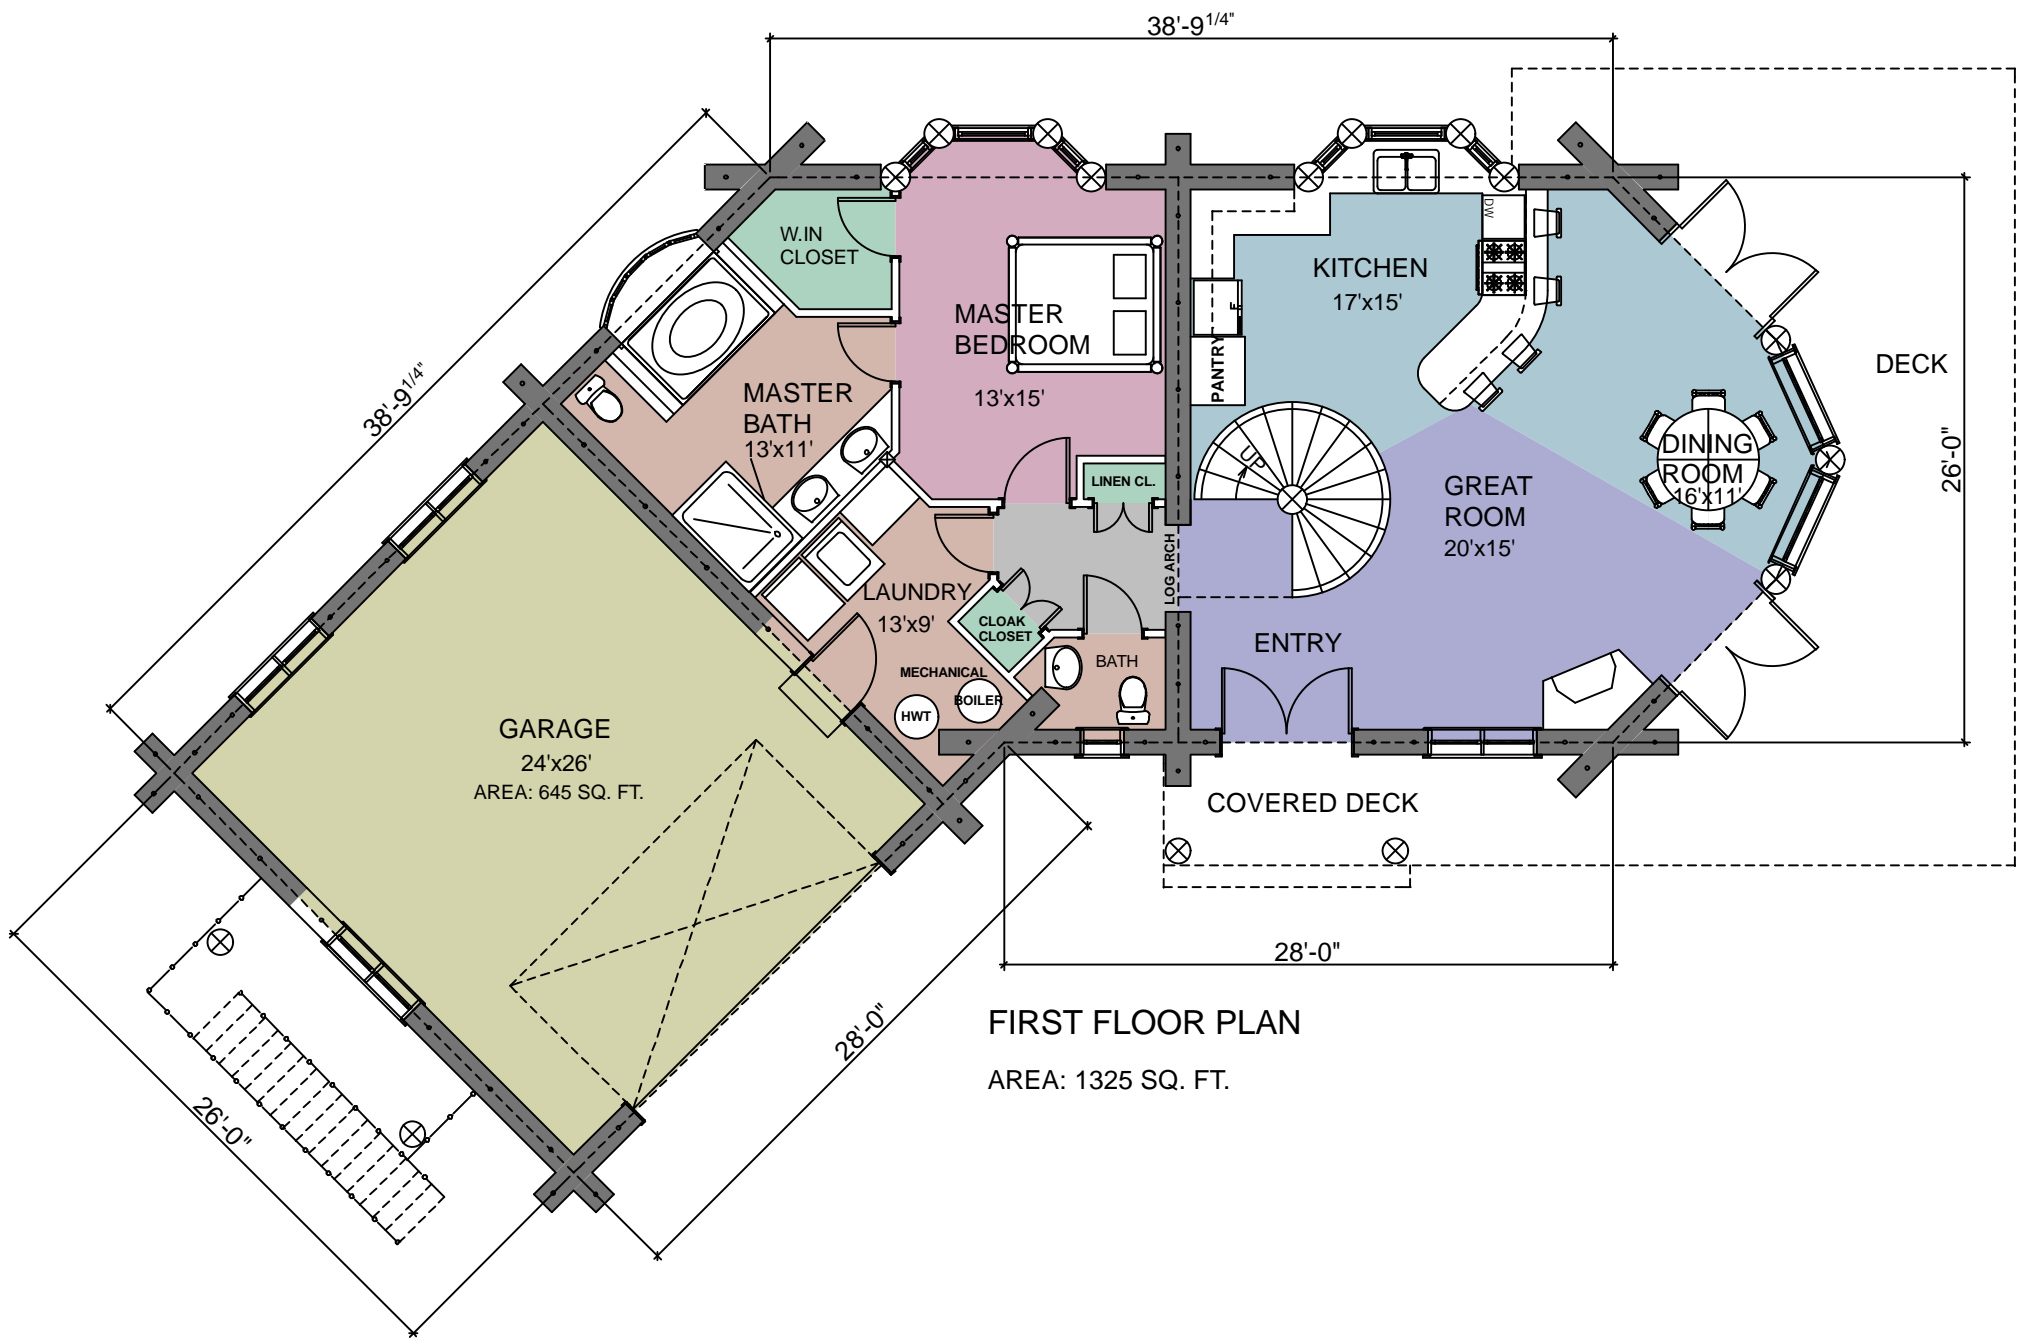 38'-9 1/4"
W.IN
CLOSET
MASTER
BEDROOM
13'x15'
KITCHEN
17'x15'
DW
F
PANTRY
DECK
38'-9 1/4"
MASTER
BATH
13'x11'
UP
LINEN CL.
GREAT
ROOM
20'x15'
DINING
ROOM
16'x11'
26'-0"
LOG ARCH
LAUNDRY
13'x9'
CLOAK
CLOSET
BATH
ENTRY
MECHANICAL
BOILER
HWT
GARAGE
24'x26'
AREA: 645 SQ. FT.
COVERED DECK
28'-0"
28'-0"
26'-0"
FIRST FLOOR PLAN
AREA: 1325 SQ. FT.